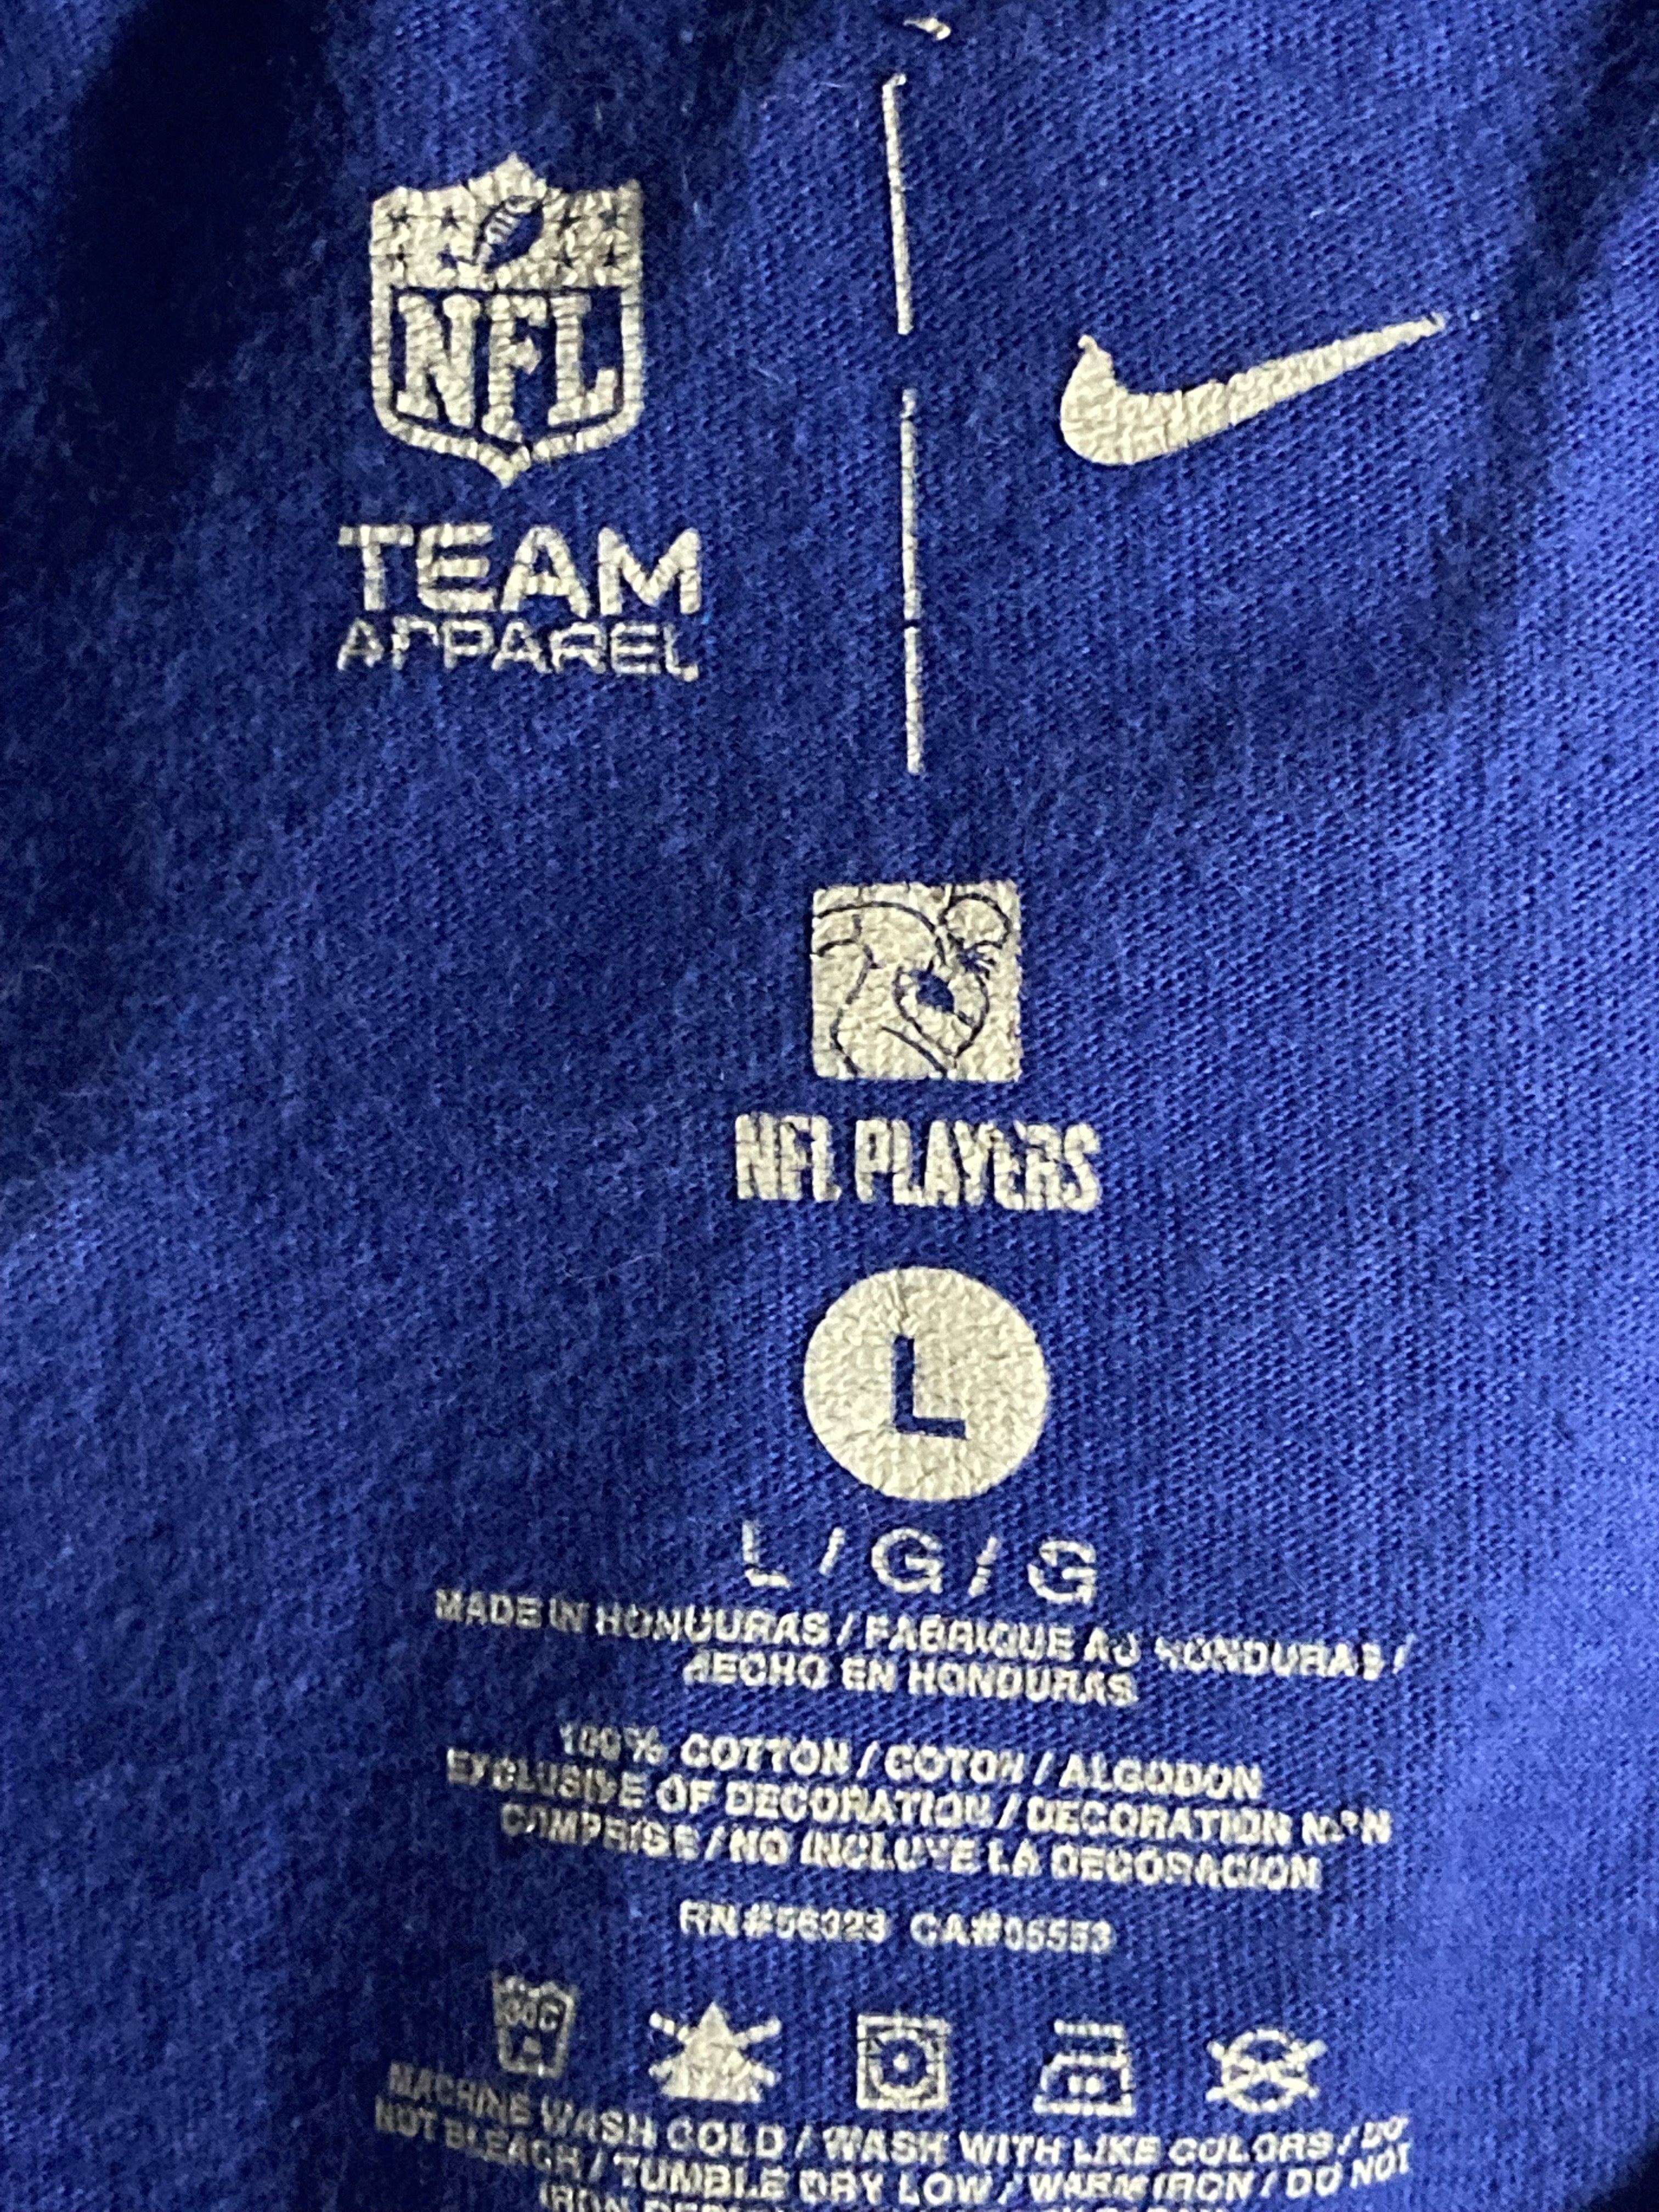 NFL
TEAM
APPAREL
NFL PLAYERS
L
L / G / G
MADE IN HONDURAS / FABRIQUE AU HONDURAS /
HECHO EN HONDURAS
100% COTTON / COTON / ALGODON
EXCLUSIVE OF DECORATION / DECORATION NON
COMPRISE / NO INCLUYE LA DECORACION
RN#56323 CA#05553
30C
MACHINE WASH COLD / WASH WITH LIKE COLORS / DO
NOT BLEACH / TUMBLE DRY LOW / WARM IRON / DO NOT
IRON